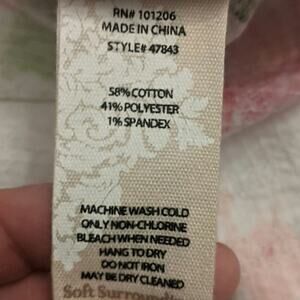 RN# 101206
MADE IN CHINA
STYLE# 47843
58% COTTON
41% POLYESTER
1% SPANDEX
MACHINE WASH COLD
ONLY NON-CHLORINE
BLEACH WHEN NEEDED
HANG TO DRY
DO NOT IRON
MAY BE DRY CLEANED
Soft